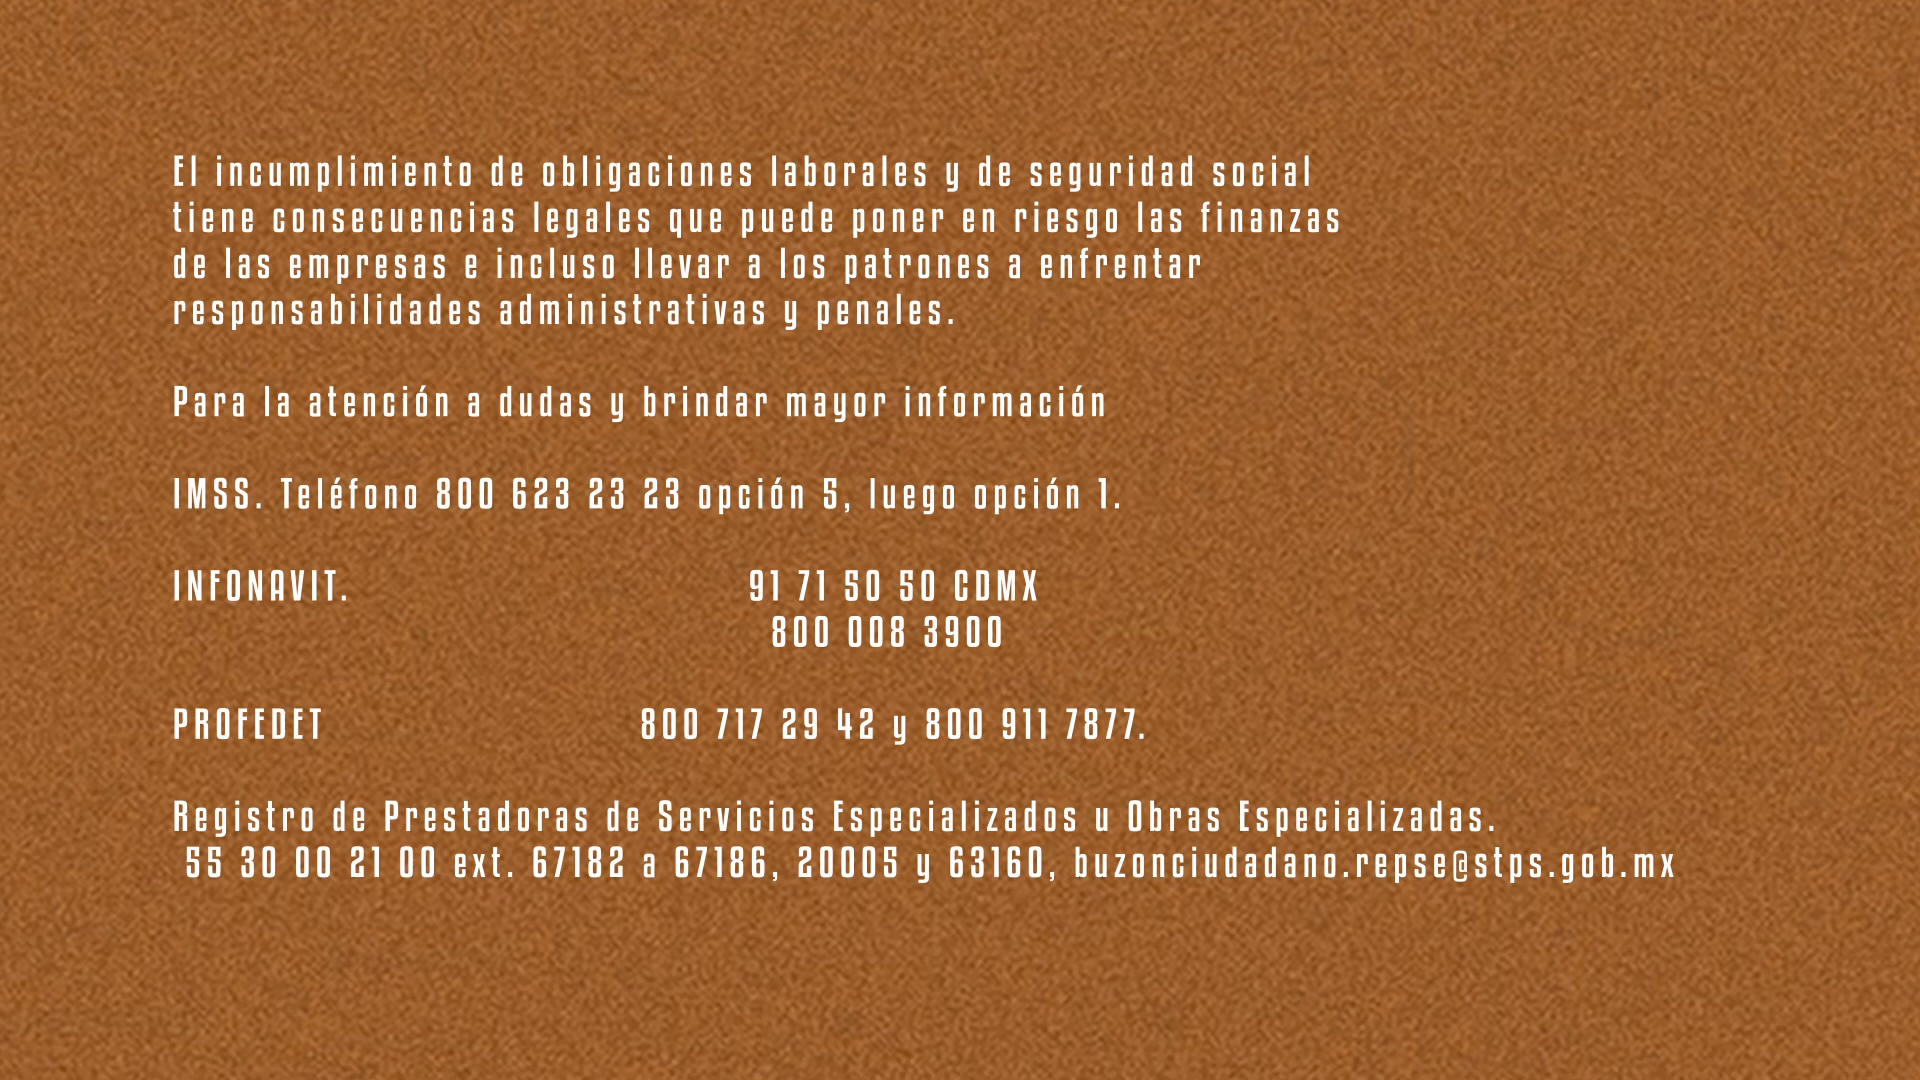 El incumplimiento de obligaciones laborales y de seguridad social
tiene consecuencias legales que puede poner en riesgo las finanzas
de las empresas e incluso llevar a los patrones a enfrentar
responsabilidades administrativas y penales.
Para la atención a dudas y brindar mayor información
IMSS. Teléfono 800 623 23 23 opción 5, luego opción 1.
INFONAVIT. 91 71 50 50 CDMX
800 008 3900
PROFEDET 800 717 29 42 y 800 911 7877.
Registro de Prestadoras de Servicios Especializados u Obras Especializadas.
55 30 00 21 00 ext. 67182 a 67186, 20005 y 63160, buzonciudadano.repse@stps.gob.mx